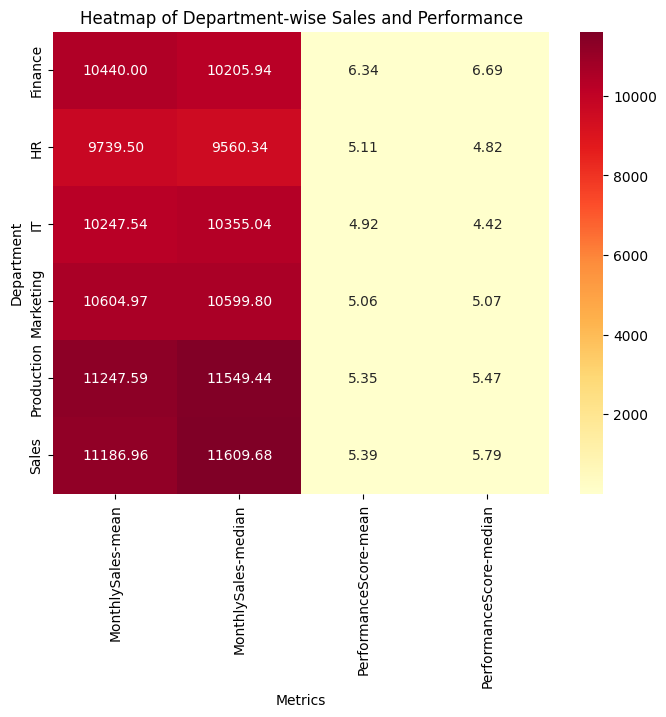 Heatmap of Department-wise Sales and Performance
Department
Finance 10440.00 10205.94 6.34 6.69
HR 9739.50 9560.34 5.11 4.82
IT 10247.54 10355.04 4.92 4.42
Marketing 10604.97 10599.80 5.06 5.07
Production 11247.59 11549.44 5.35 5.47
Sales 11186.96 11609.68 5.39 5.79
MonthlySales-mean
MonthlySales-median
PerformanceScore-mean
PerformanceScore-median
Metrics
10000
8000
6000
4000
2000